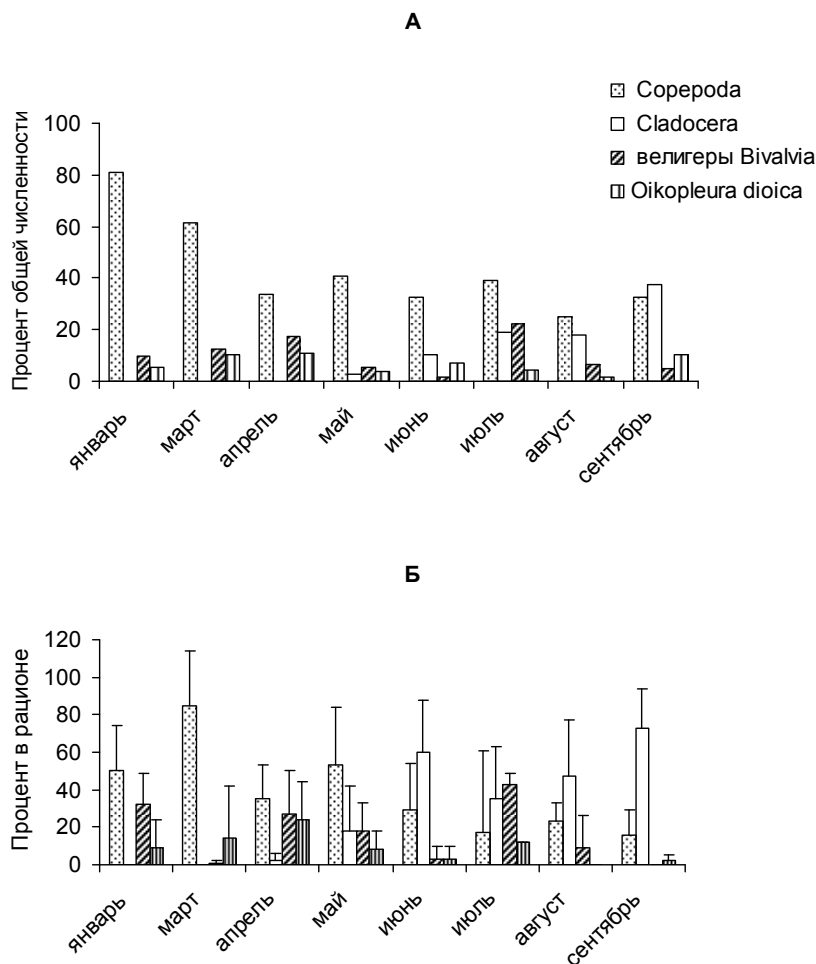 А
Copepoda
Cladocera
велигеры Bivalvia
Oikopleura dioica
Процент общей численности
100
80
60
40
20
0
январь
март
апрель
май
июнь
июль
август
сентябрь
Б
Процент в рационе
120
100
80
60
40
20
0
январь
март
апрель
май
июнь
июль
август
сентябрь